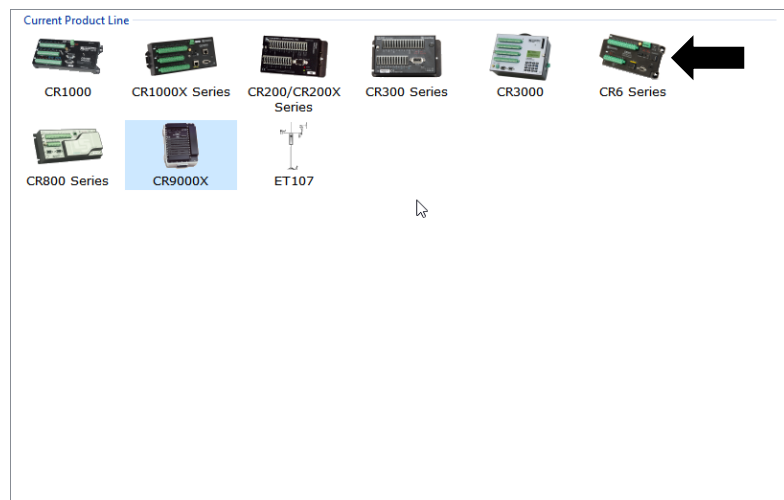 Current Product Line
CR1000
CR1000X Series
CR200/CR200X
Series
CR300 Series
CR3000
CR6 Series
CR800 Series
CR9000X
ET107